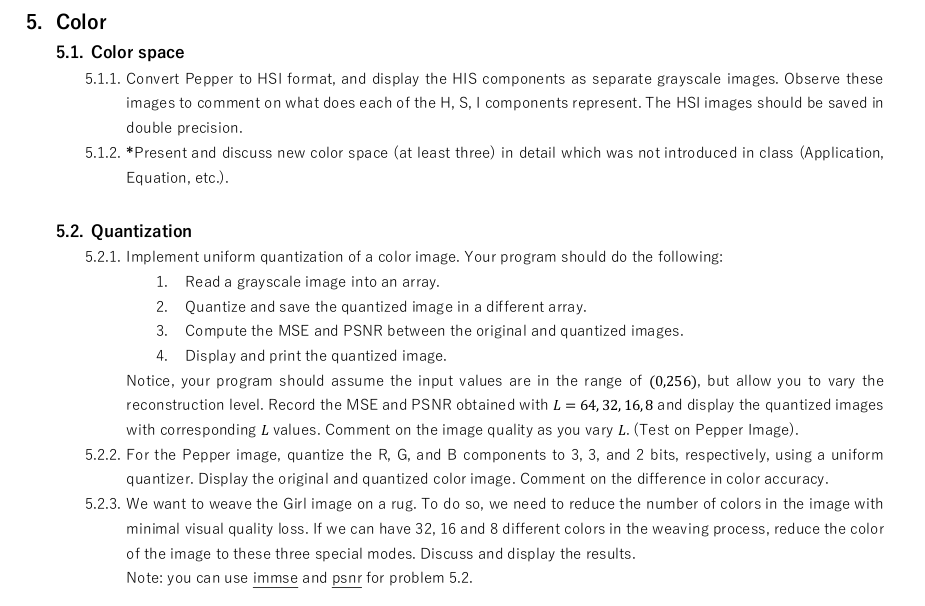 5. Color
5.1. Color space
5.1.1. Convert Pepper to HSI format, and display the HIS components as separate grayscale images. Observe these
images to comment on what does each of the H, S, I components represent. The HSI images should be saved in
double precision.
5.1.2. *Present and discuss new color space (at least three) in detail which was not introduced in class (Application,
Equation, etc.).
5.2. Quantization
5.2.1. Implement uniform quantization of a color image. Your program should do the following:
1. Read a grayscale image into an array.
2. Quantize and save the quantized image in a different array.
3. Compute the MSE and PSNR between the original and quantized images.
4. Display and print the quantized image.
Notice, your program should assume the input values are in the range of (0,256), but allow you to vary the
reconstruction level. Record the MSE and PSNR obtained with L = 64, 32, 16, 8 and display the quantized images
with corresponding L values. Comment on the image quality as you vary L. (Test on Pepper Image).
5.2.2. For the Pepper image, quantize the R, G, and B components to 3, 3, and 2 bits, respectively, using a uniform
quantizer. Display the original and quantized color image. Comment on the difference in color accuracy.
5.2.3. We want to weave the Girl image on a rug. To do so, we need to reduce the number of colors in the image with
minimal visual quality loss. If we can have 32, 16 and 8 different colors in the weaving process, reduce the color
of the image to these three special modes. Discuss and display the results.
Note: you can use immse and psnr for problem 5.2.